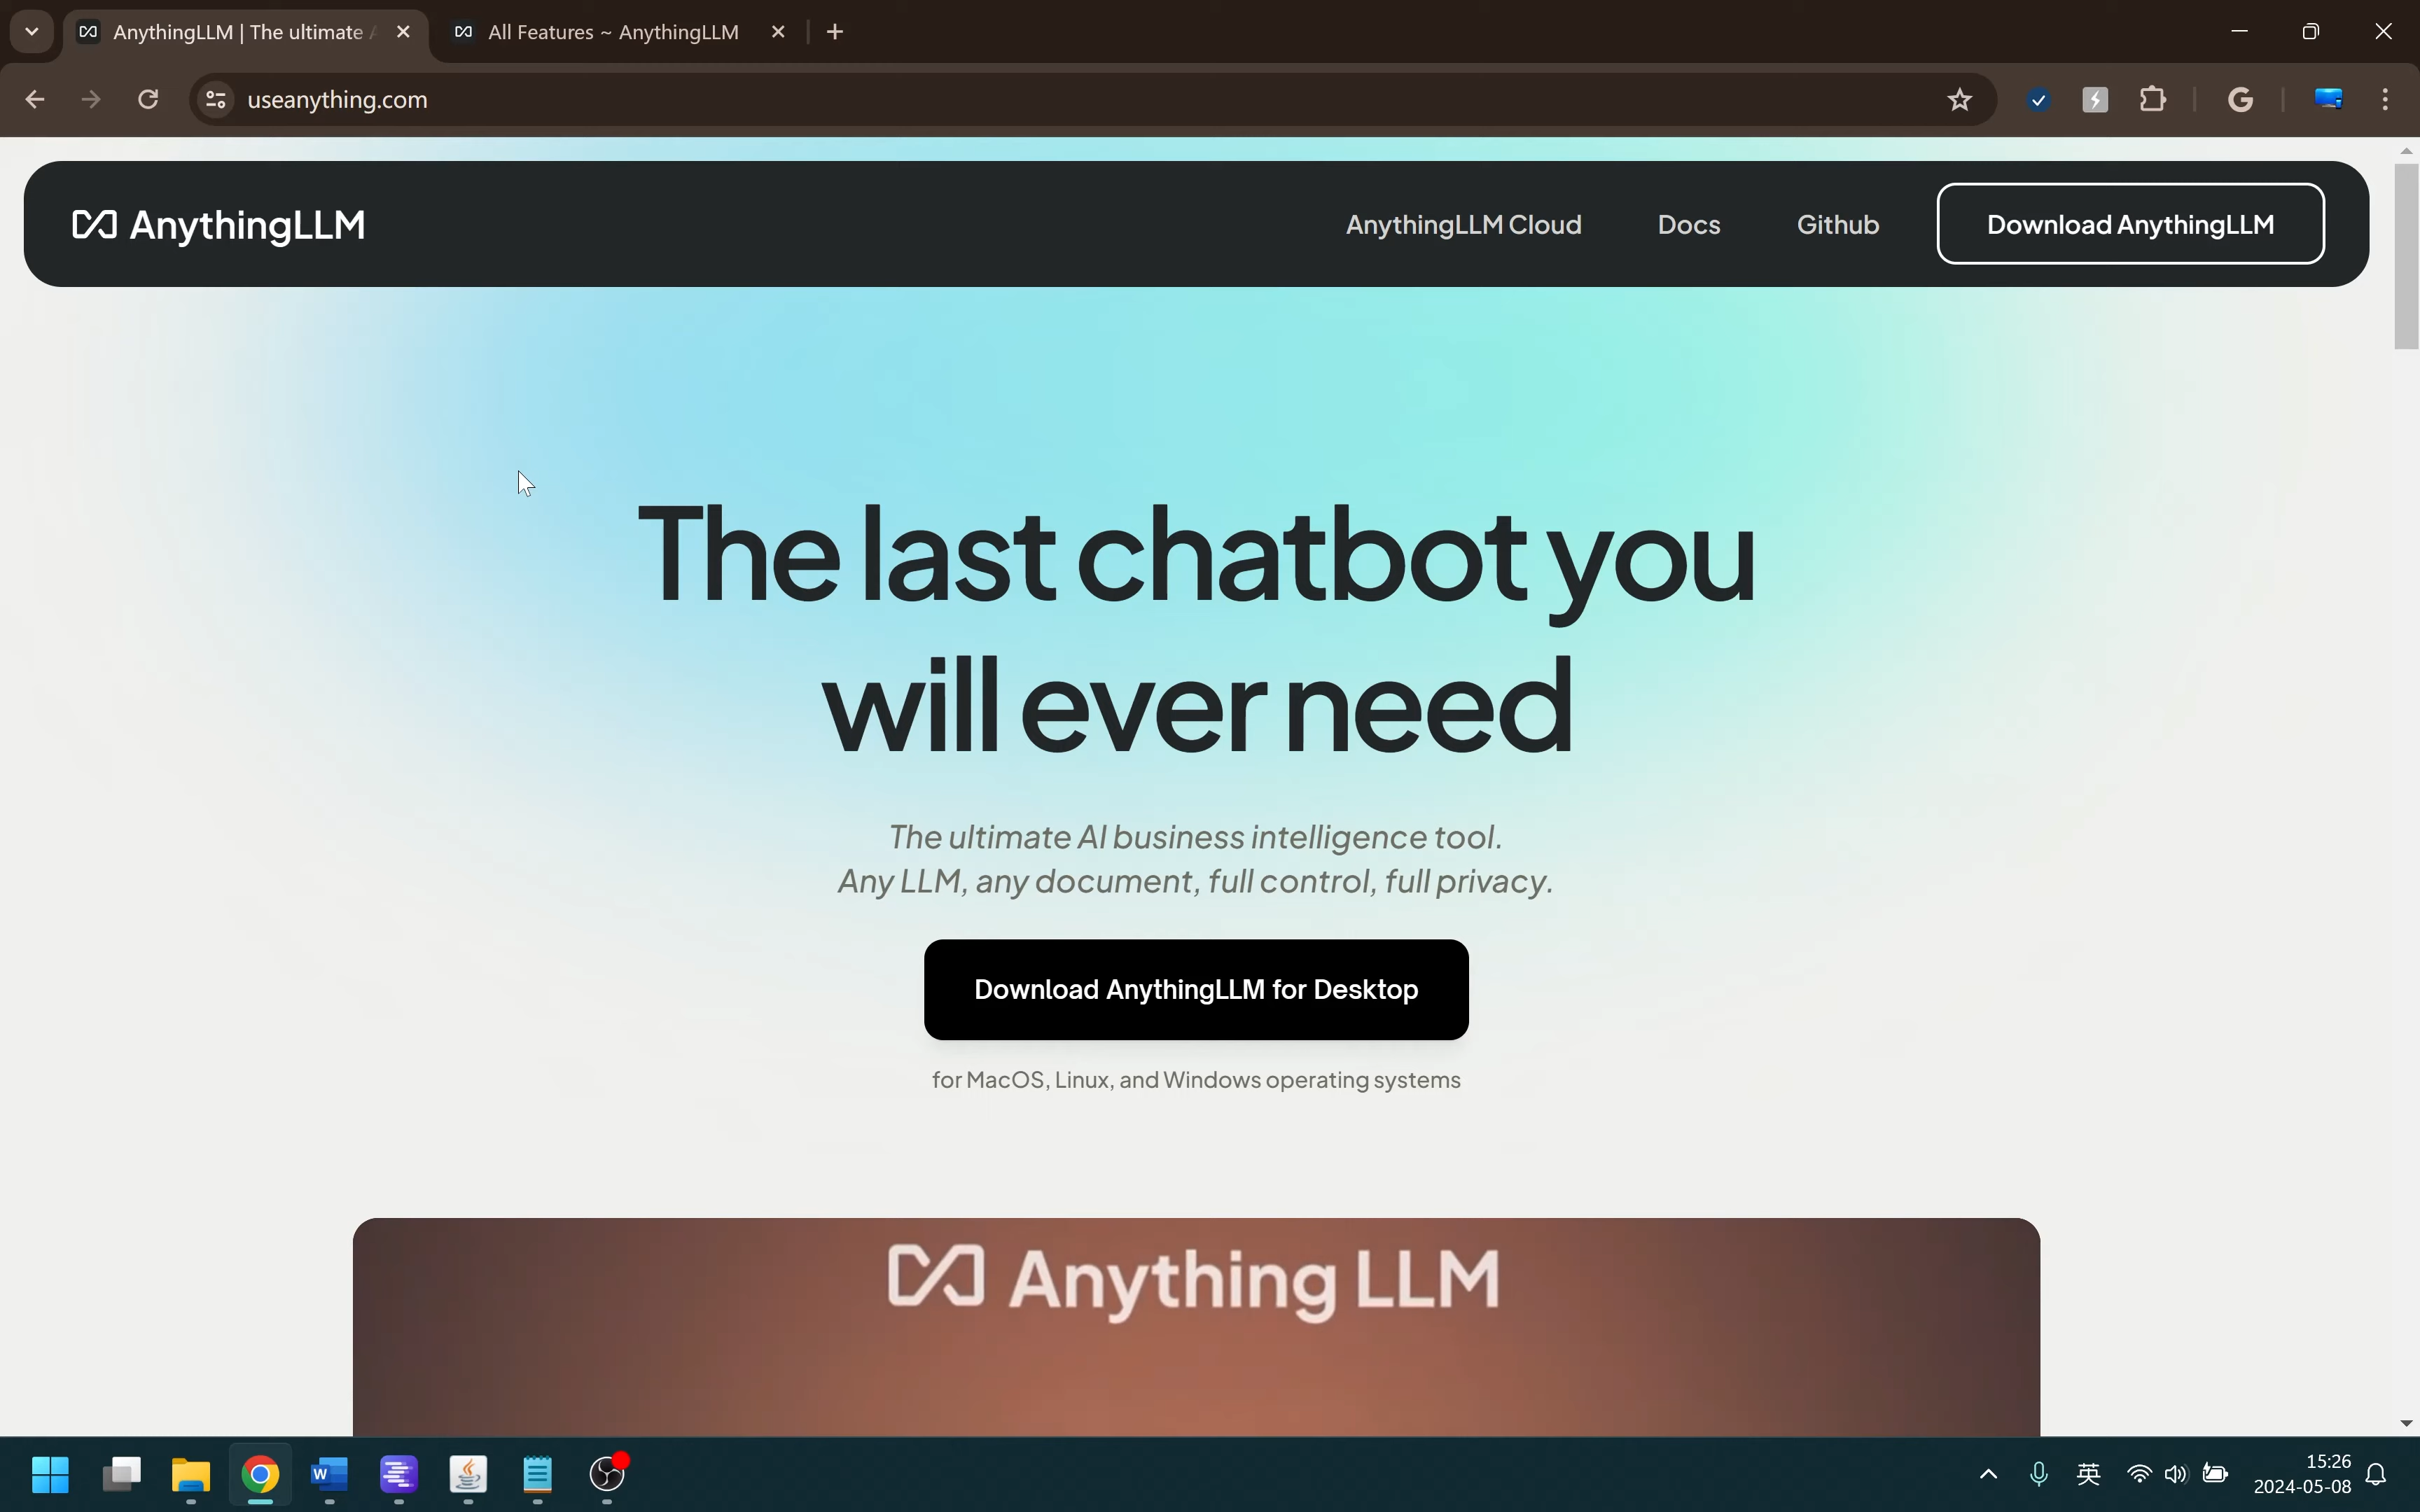 AnythingLLM | The ultimate
All Features ~ AnythingLLM
useanything.com
AnythingLLM
AnythingLLM Cloud
Docs
Github
Download AnythingLLM
The last chatbot you
will ever need
The ultimate AI business intelligence tool.
Any LLM, any document, full control, full privacy.
Download AnythingLLM for Desktop
for MacOS, Linux, and Windows operating systems
Anything LLM
英
15:26
2024-05-08